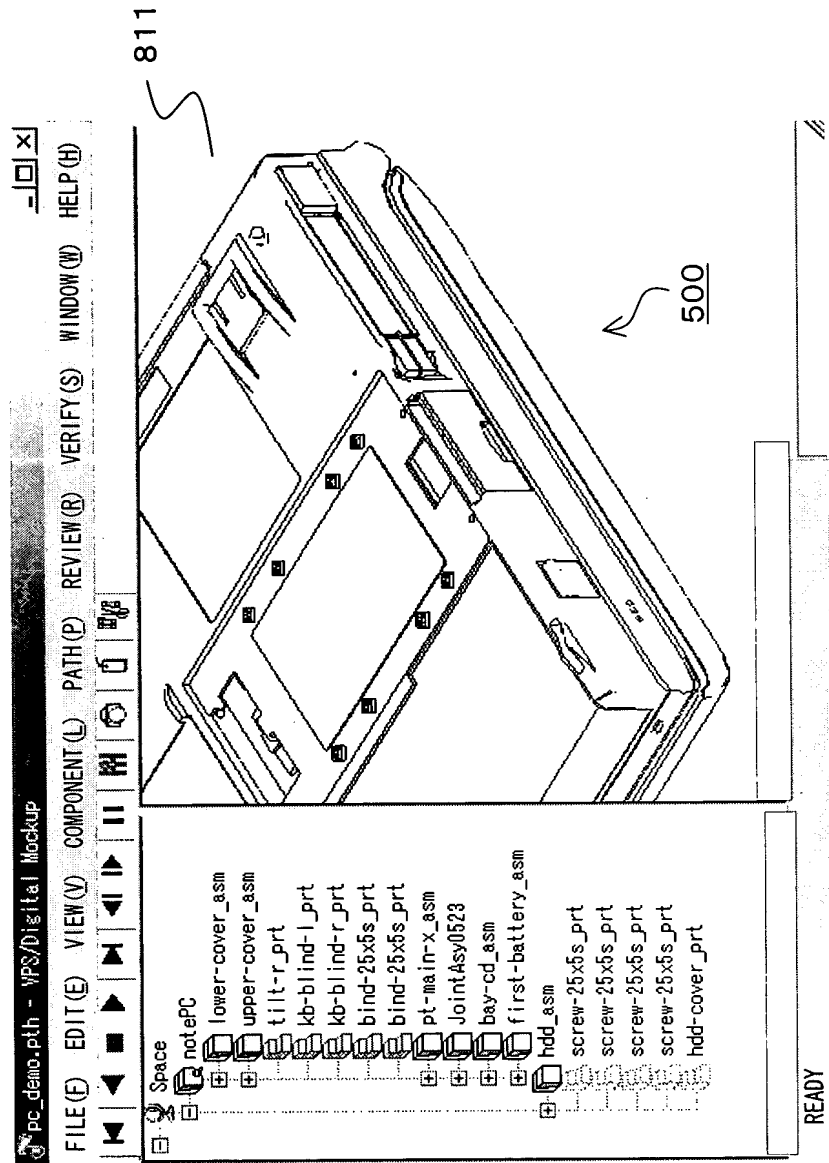 pc_demo.pth - VPS/Digital Mockup
FILE(F) EDIT(E) VIEW(V) COMPONENT(L) PATH(P) REVIEW(R) VERIFY(S) WINDOW(W) HELP(H)
Space
notePC
lower-cover_asm
upper-cover_asm
tilt-r_prt
kb-blind-l_prt
kb-blind-r_prt
bind-25x5s_prt
bind-25x5s_prt
pt-main-x_asm
JointAsy0523
bay-cd_asm
first-battery_asm
hdd_asm
screw-25x5s_prt
screw-25x5s_prt
screw-25x5s_prt
screw-25x5s_prt
hdd-cover_prt
READY
811
500